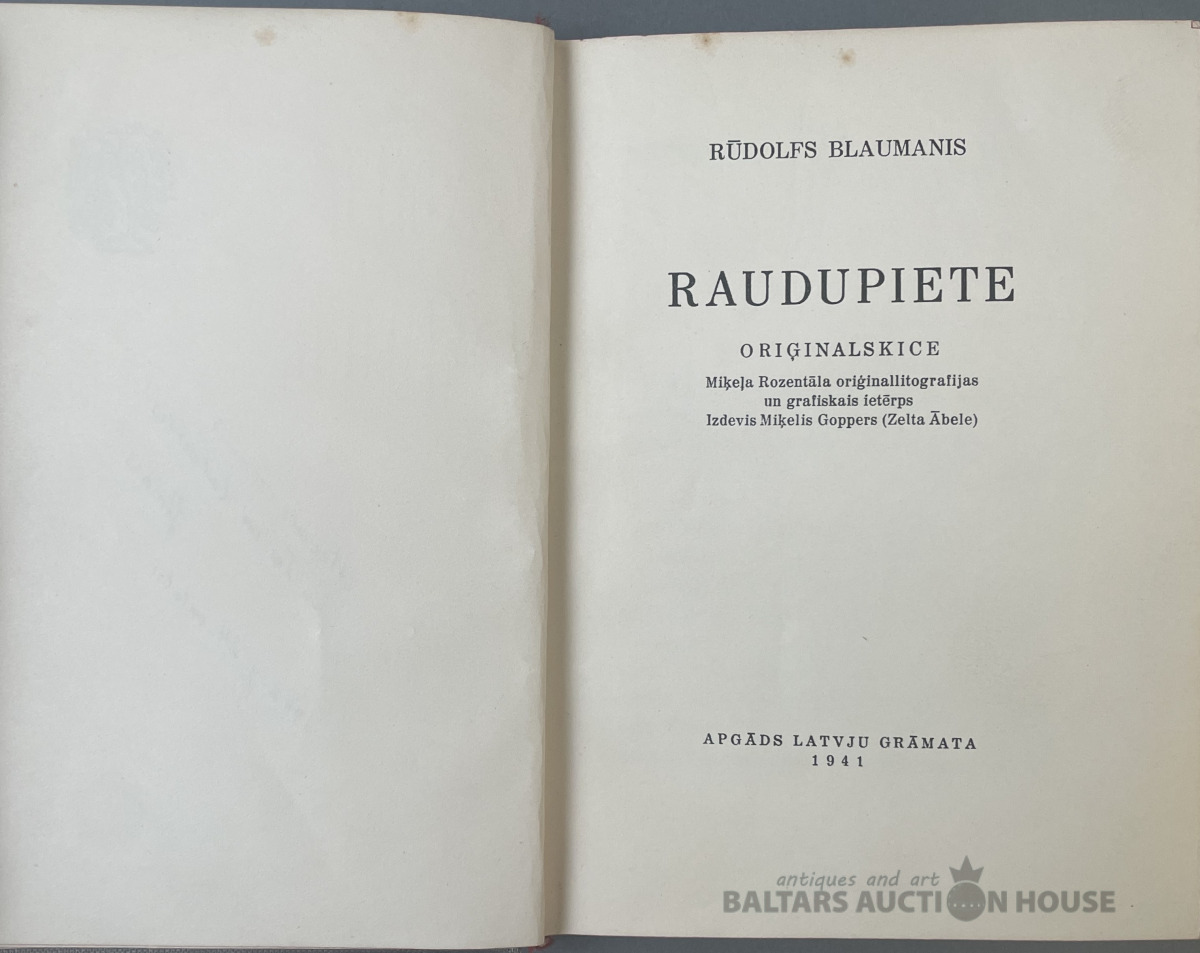 RŪDOLFS BLAUMANIS
RAUDUPIETE
ORIĢINALSKICE
Miķeļa Rozentāla oriģinallitografijas
un grafiskais ietērps
Izdevis Miķelis Goppers (Zelta Ābele)
APGĀDS LATVJU GRĀMATA
1941
antiques and art
BALTARS AUCTION HOUSE